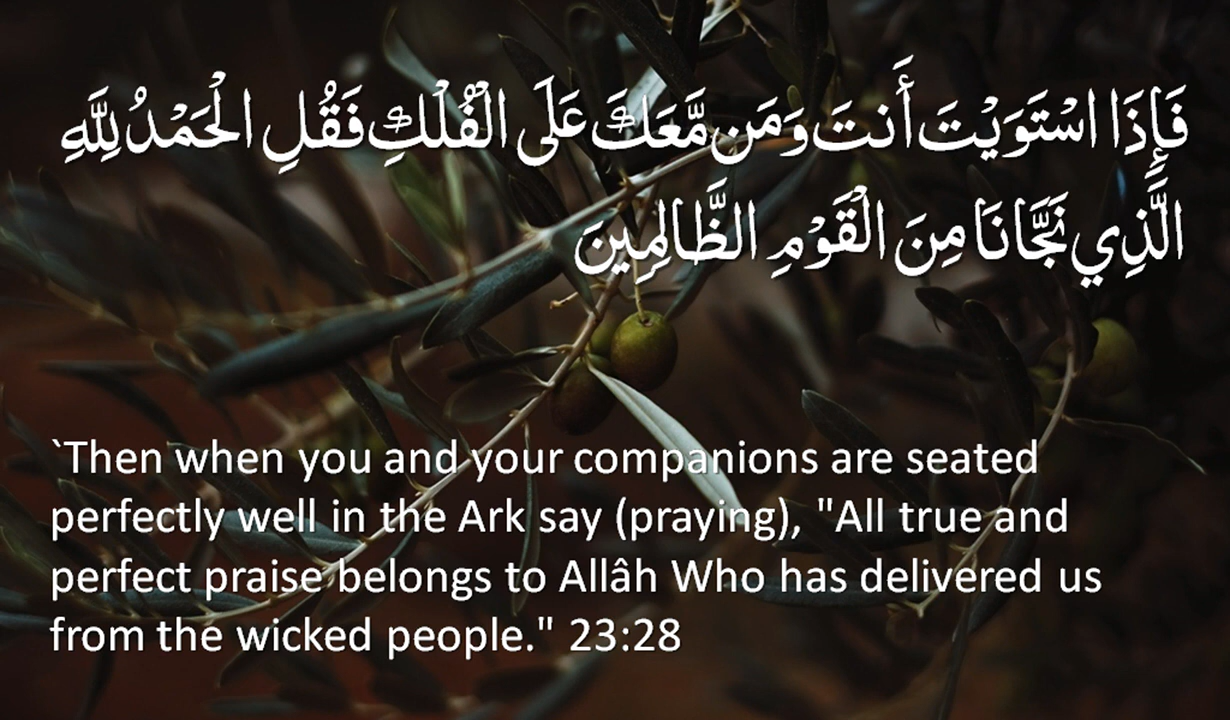 فَإِذَا اسْتَوَيْتَ أَنتَ وَمَن مَّعَكَ عَلَى الْفُلْكِ فَقُلِ الْحَمْدُ لِلَّهِ
الَّذِي نَجَّانَا مِنَ الْقَوْمِ الظَّالِمِينَ
`Then when you and your companions are seated
perfectly well in the Ark say (praying), "All true and
perfect praise belongs to Allâh Who has delivered us
from the wicked people." 23:28